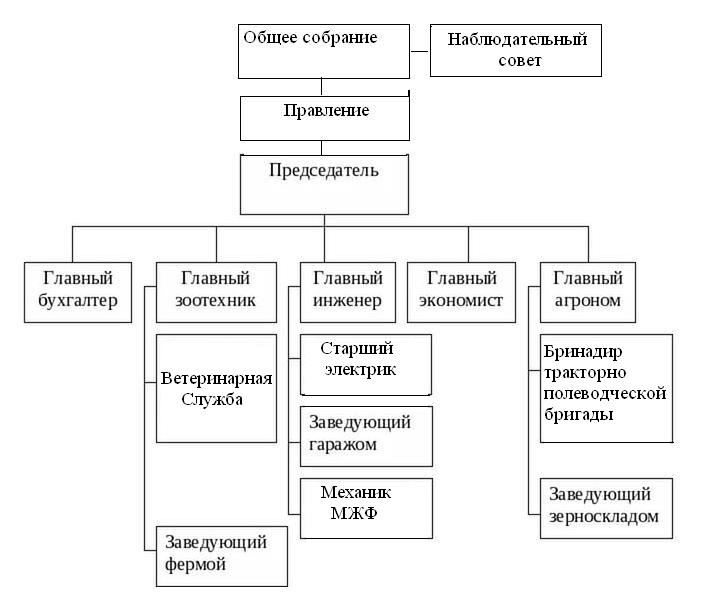 Общее собрание
Наблюдательный
совет
Правление
Председатель
Главный
бухгалтер
Главный
зоотехник
Главный
инженер
Главный
экономист
Главный
агроном
Ветеринарная
Служба
Старший
электрик
Бринадир
тракторно
полеводческой
бригады
Заведующий
гаражом
Механик
МЖФ
Заведующий
зерноскладом
Заведующий
фермой